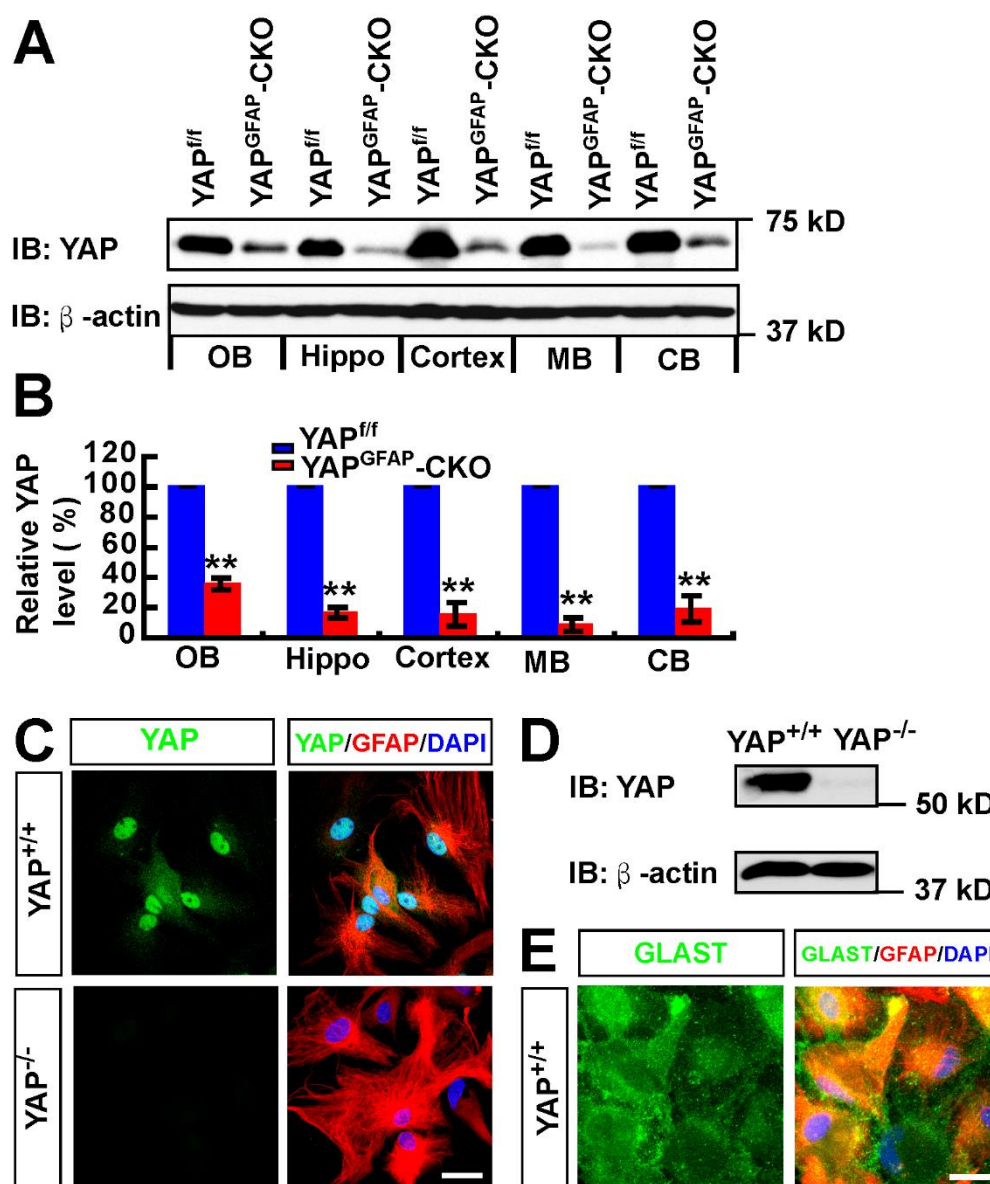 A
YAP^f/f YAP^GFAP-CKO YAP^f/f YAP^GFAP-CKO YAP^f/f YAP^GFAP-CKO YAP^f/f YAP^GFAP-CKO YAP^f/f YAP^GFAP-CKO
75 kD
IB: YAP
IB: β -actin
37 kD
OB Hippo Cortex MB CB
B
YAP^f/f
YAP^GFAP-CKO
Relative YAP
level ( %)
120
100
80
60
40
20
0
** ** ** ** **
OB Hippo Cortex MB CB
C
YAP YAP/GFAP/DAPI
YAP^+/+
YAP^-/-
D
YAP^+/+ YAP^-/-
IB: YAP
50 kD
IB: β -actin
37 kD
E
GLAST GLAST/GFAP/DAPI
YAP^+/+